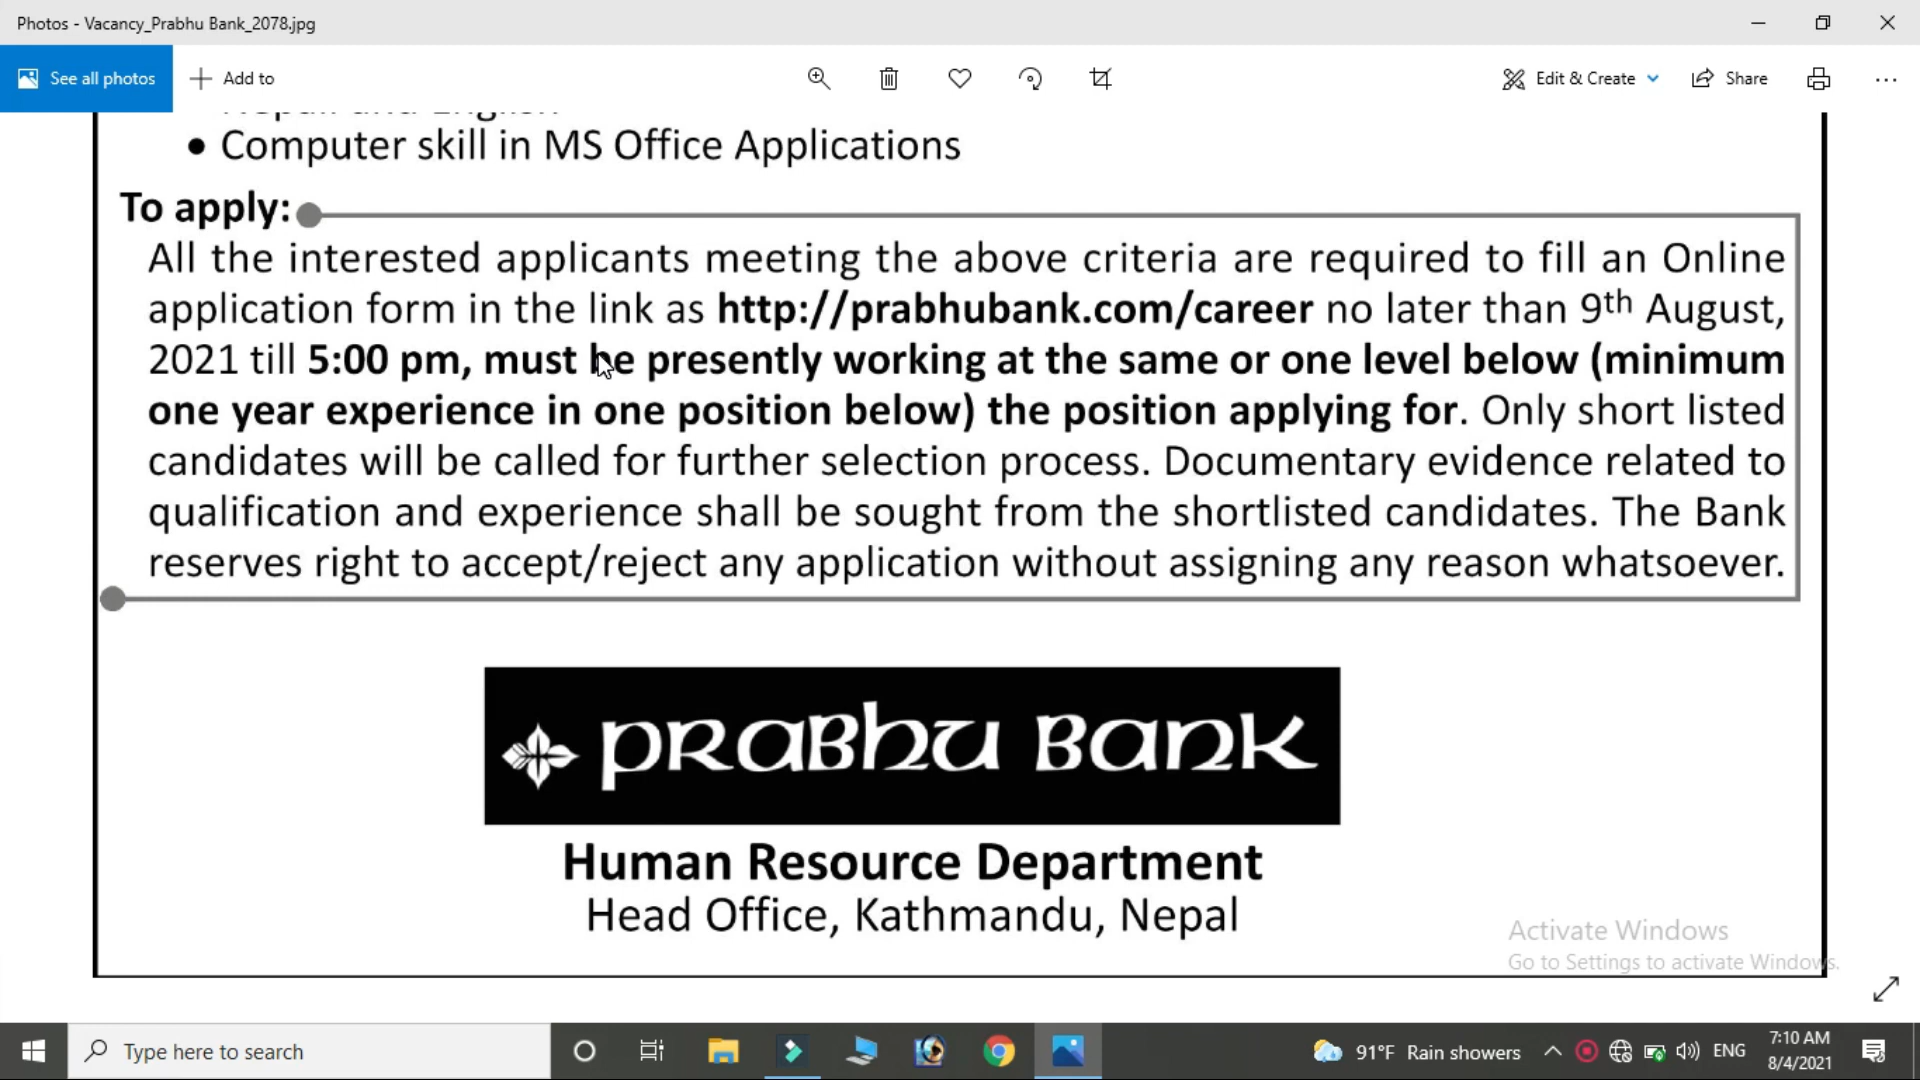 Photos - Vacancy_Prabhu Bank_2078.jpg
See all photos
Add to
Edit & Create
Share
Nepali and English
• Computer skill in MS Office Applications
To apply:
All the interested applicants meeting the above criteria are required to fill an Online
application form in the link as http://prabhubank.com/career no later than 9th August,
2021 till 5:00 pm, must be presently working at the same or one level below (minimum
one year experience in one position below) the position applying for. Only short listed
candidates will be called for further selection process. Documentary evidence related to
qualification and experience shall be sought from the shortlisted candidates. The Bank
reserves right to accept/reject any application without assigning any reason whatsoever.
PRABHU BANK
Human Resource Department
Head Office, Kathmandu, Nepal
Activate Windows
Go to Settings to activate Windows.
Type here to search
91°F Rain showers
ENG
7:10 AM
8/4/2021